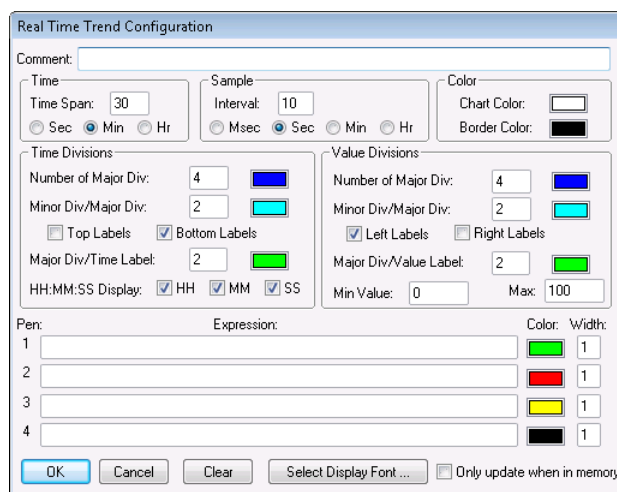 Real Time Trend Configuration
Comment:
Time
Time Span: 30
Sec Min Hr
Sample
Interval: 10
Msec Sec Min Hr
Color
Chart Color:
Border Color:
Time Divisions
Number of Major Div: 4
Minor Div/Major Div: 2
Top Labels Bottom Labels
Major Div/Time Label: 2
HH:MM:SS Display: HH MM SS
Value Divisions
Number of Major Div: 4
Minor Div/Major Div: 2
Left Labels Right Labels
Major Div/Value Label: 2
Min Value: 0 Max: 100
Pen: Expression: Color: Width:
1 1
2 1
3 1
4 1
OK Cancel Clear Select Display Font ... Only update when in memory